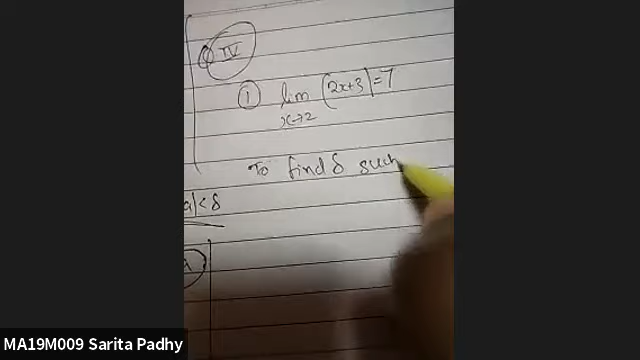 IV
① lim (2x+3) = 7
x→2
To find δ such
a|<δ
MA19M009 Sarita Padhy